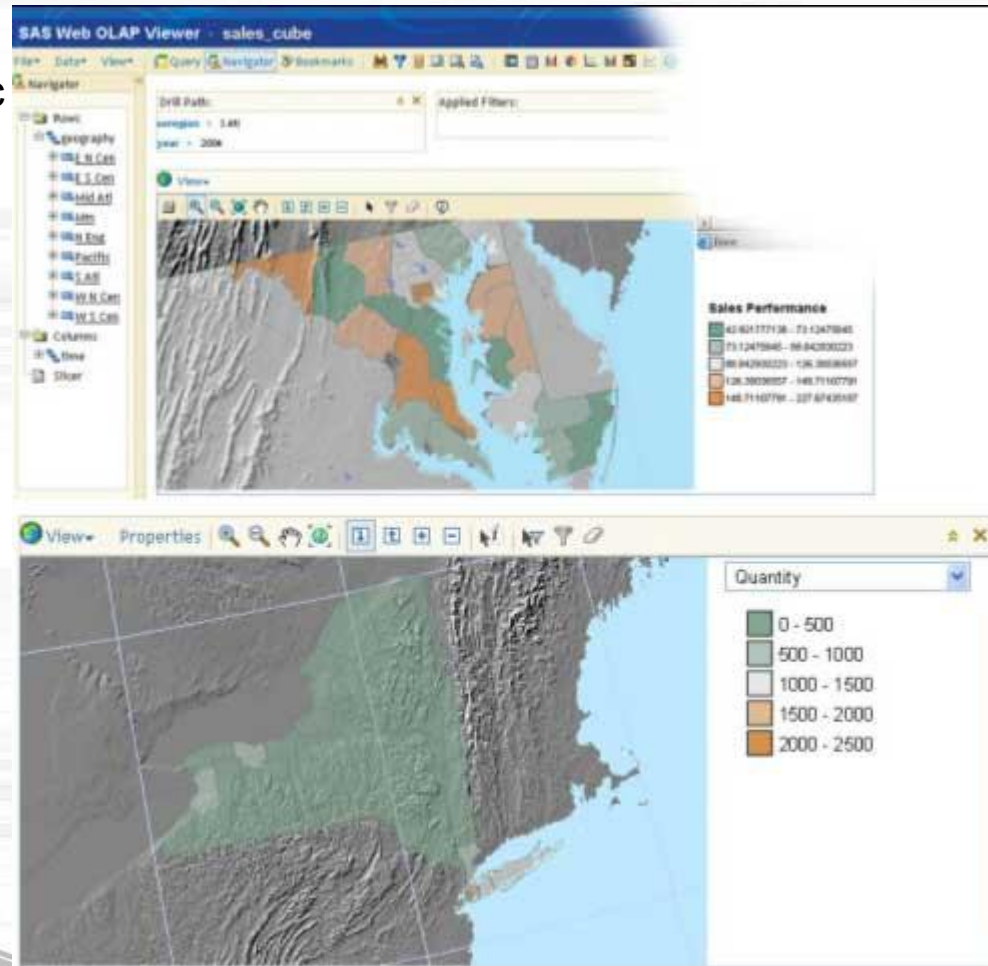 SAS Web OLAP Viewer - sales_cube
File Data View Query Navigator Bookmarks
c
Navigator
Rows
geography
E N Cen
E S Cen
Mid Atl
Mtn
N Eng
Pacific
S Atl
W N Cen
W S Cen
Columns
time
Slicer
Drill Path:
year > 2004
Applied Filters:
View
Sales Performance
View Properties
Quantity
0 - 500
500 - 1000
1000 - 1500
1500 - 2000
2000 - 2500